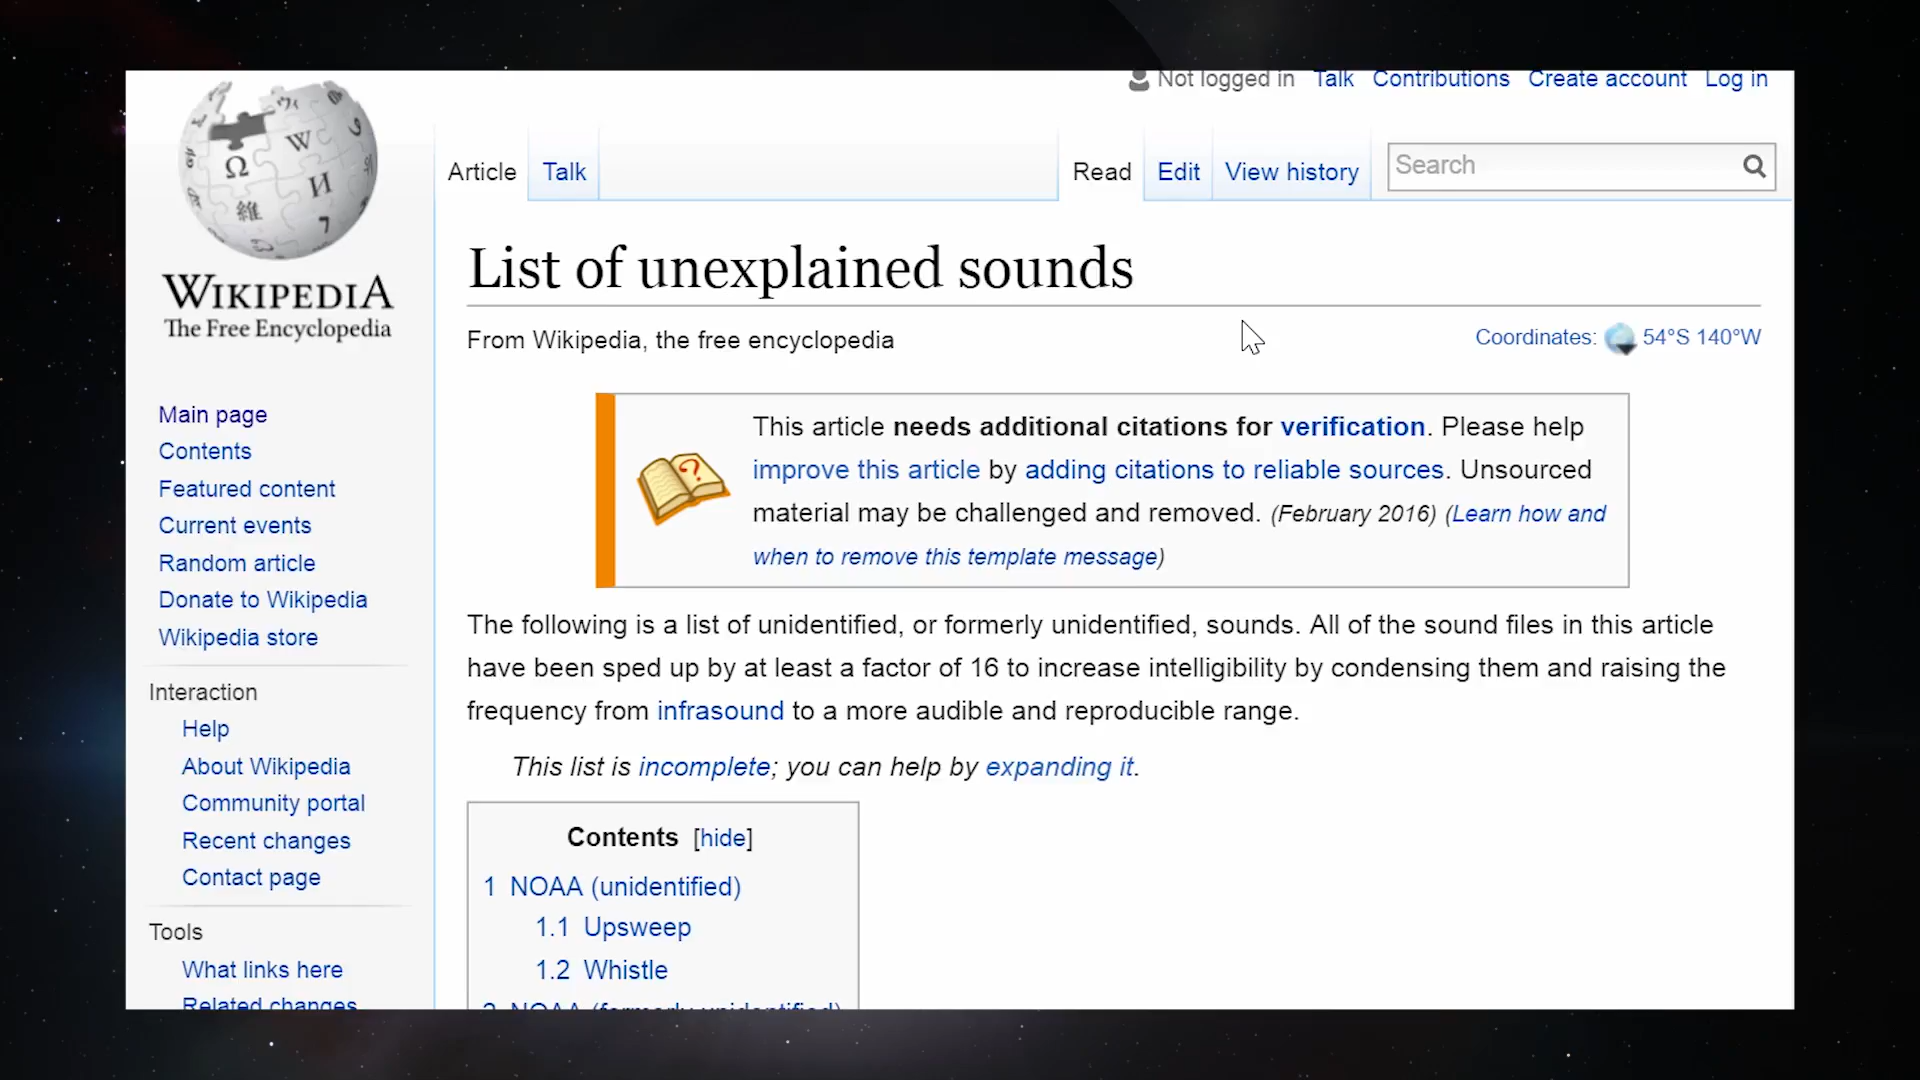 Not logged in Talk Contributions Create account Log in
Article Talk Read Edit View history Search
WIKIPEDIA
The Free Encyclopedia
List of unexplained sounds
From Wikipedia, the free encyclopedia
Coordinates: 54°S 140°W
This article needs additional citations for verification. Please help
improve this article by adding citations to reliable sources. Unsourced
material may be challenged and removed. (February 2016) (Learn how and
when to remove this template message)
The following is a list of unidentified, or formerly unidentified, sounds. All of the sound files in this article
have been sped up by at least a factor of 16 to increase intelligibility by condensing them and raising the
frequency from infrasound to a more audible and reproducible range.
This list is incomplete; you can help by expanding it.
Contents [hide]
1 NOAA (unidentified)
1.1 Upsweep
1.2 Whistle
2 NOAA (formerly unidentified)
Main page
Contents
Featured content
Current events
Random article
Donate to Wikipedia
Wikipedia store
Interaction
Help
About Wikipedia
Community portal
Recent changes
Contact page
Tools
What links here
Related changes